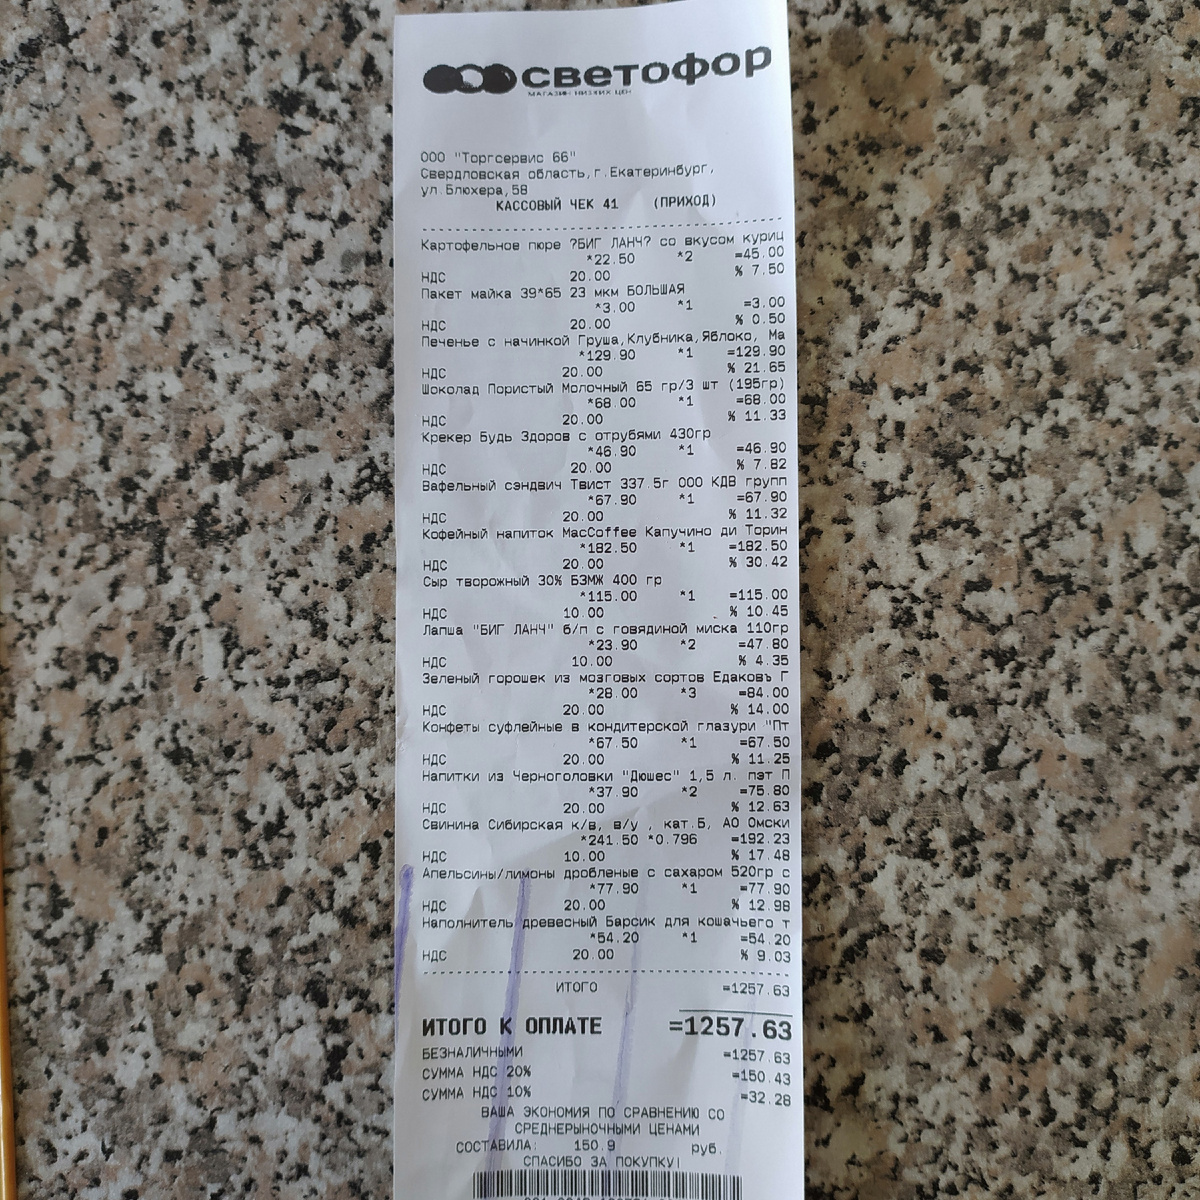 светофор
МАГАЗИН НИЗКИХ ЦЕН
ООО "Торгсервис 66"
Свердловская область,г.Екатеринбург,
ул.Блюхера,58
КАССОВЫЙ ЧЕК 41 (ПРИХОД)
Картофельное пюре ?БИГ ЛАНЧ? со вкусом куриц
*22.50 *2 =45.00
НДС 20.00 % 7.50
Пакет майка 39*65 23 мкм БОЛЬШАЯ
*3.00 *1 =3.00
НДС 20.00 % 0.50
Печенье с начинкой Груша,Клубника,Яблоко, Ма
*129.90 *1 =129.90
НДС 20.00 % 21.65
Шоколад Пористый Молочный 65 гр/3 шт (195гр)
*68.00 *1 =68.00
НДС 20.00 % 11.33
Крекер Будь Здоров с отрубями 430гр
*46.90 *1 =46.90
НДС 20.00 % 7.82
Вафельный сэндвич Твист 337.5г ООО КДВ групп
*67.90 *1 =67.90
НДС 20.00 % 11.32
Кофейный напиток MacCoffee Капучино ди Торин
*182.50 *1 =182.50
НДС 20.00 % 30.42
Сыр творожный 30% БЗМЖ 400 гр
*115.00 *1 =115.00
НДС 10.00 % 10.45
Лапша "БИГ ЛАНЧ" б/п с говядиной миска 110гр
*23.90 *2 =47.80
НДС 10.00 % 4.35
Зеленый горошек из мозговых сортов Едаковъ Г
*28.00 *3 =84.00
НДС 20.00 % 14.00
Конфеты суфлейные в кондитерской глазури "Пт
*67.50 *1 =67.50
НДС 20.00 % 11.25
Напитки из Черноголовки "Дюшес" 1,5 л. пэт П
*37.90 *2 =75.80
НДС 20.00 % 12.63
Свинина Сибирская к/в, в/у , кат.Б, АО Омски
*241.50 *0.796 =192.23
НДС 10.00 % 17.48
Апельсины/лимоны дробленые с сахаром 520гр с
*77.90 *1 =77.90
НДС 20.00 % 12.98
Наполнитель древесный Барсик для кошачьего т
*54.20 *1 =54.20
НДС 20.00 % 9.03
ИТОГО =1257.63
ИТОГО К ОПЛАТЕ =1257.63
БЕЗНАЛИЧНЫМИ =1257.63
СУММА НДС 20% =150.43
СУММА НДС 10% =32.28
ВАША ЭКОНОМИЯ ПО СРАВНЕНИЮ СО
СРЕДНЕРЫНОЧНЫМИ ЦЕНАМИ
СОСТАВИЛА: 150.9 руб.
СПАСИБО ЗА ПОКУПКУ!